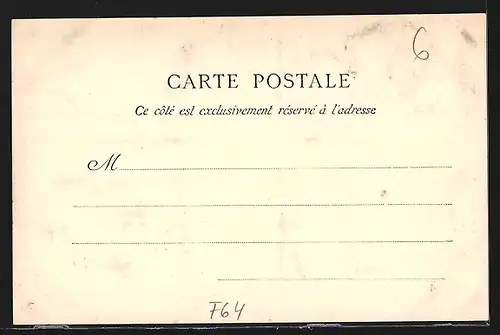 6
CARTE POSTALE
Ce côté est exclusivement réservé à l'adresse
M
F64